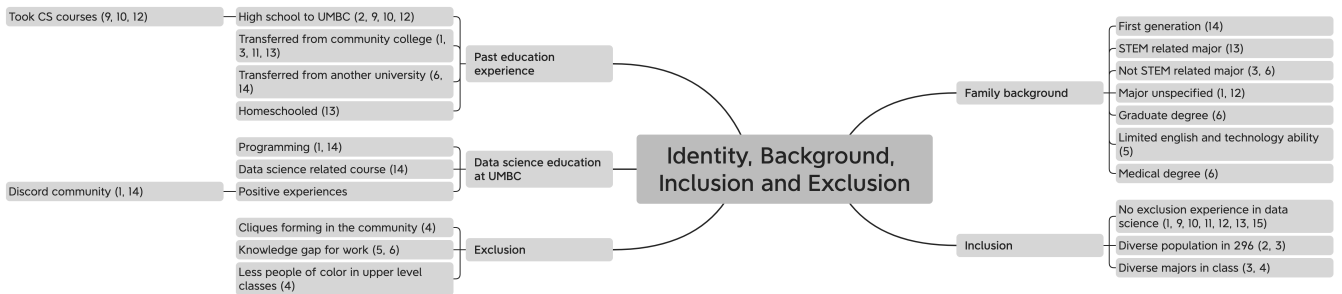 Took CS courses (9, 10, 12)
High school to UMBC (2, 9, 10, 12)
Transferred from community college (1,
3, 11, 13)
Transferred from another university (6,
14)
Homeschooled (13)
Past education
experience
Programming (1, 14)
Data science related course (14)
Discord community (1, 14)
Positive experiences
Data science education
at UMBC
Cliques forming in the community (4)
Knowledge gap for work (5, 6)
Less people of color in upper level
classes (4)
Exclusion
Identity, Background,
Inclusion and Exclusion
Family background
First generation (14)
STEM related major (13)
Not STEM related major (3, 6)
Major unspecified (1, 12)
Graduate degree (6)
Limited english and technology ability
(5)
Medical degree (6)
Inclusion
No exclusion experience in data
science (1, 9, 10, 11, 12, 13, 15)
Diverse population in 296 (2, 3)
Diverse majors in class (3, 4)